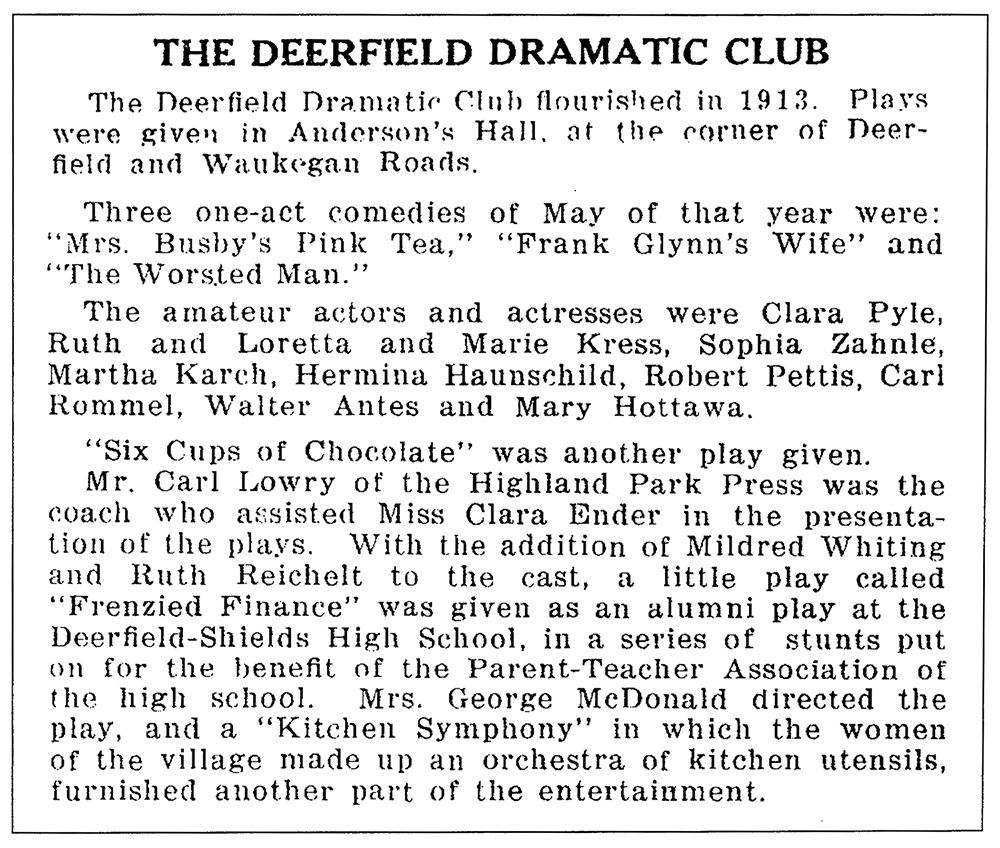 THE DEERFIELD DRAMATIC CLUB
The Deerfield Dramatic Club flourished in 1913. Plays
were given in Anderson's Hall, at the corner of Deer-
field and Waukegan Roads.
Three one-act comedies of May of that year were:
"Mrs. Busby's Pink Tea," "Frank Glynn's Wife" and
"The Worsted Man."
The amateur actors and actresses were Clara Pyle,
Ruth and Loretta and Marie Kress, Sophia Zahnle,
Martha Karch, Hermina Haunschild, Robert Pettis, Carl
Rommel, Walter Antes and Mary Hottawa.
"Six Cups of Chocolate" was another play given.
Mr. Carl Lowry of the Highland Park Press was the
coach who assisted Miss Clara Ender in the presenta-
tion of the plays. With the addition of Mildred Whiting
and Ruth Reichelt to the cast, a little play called
"Frenzied Finance" was given as an alumni play at the
Deerfield-Shields High School, in a series of stunts put
on for the benefit of the Parent-Teacher Association of
the high school. Mrs. George McDonald directed the
play, and a "Kitchen Symphony" in which the women
of the village made up an orchestra of kitchen utensils,
furnished another part of the entertainment.